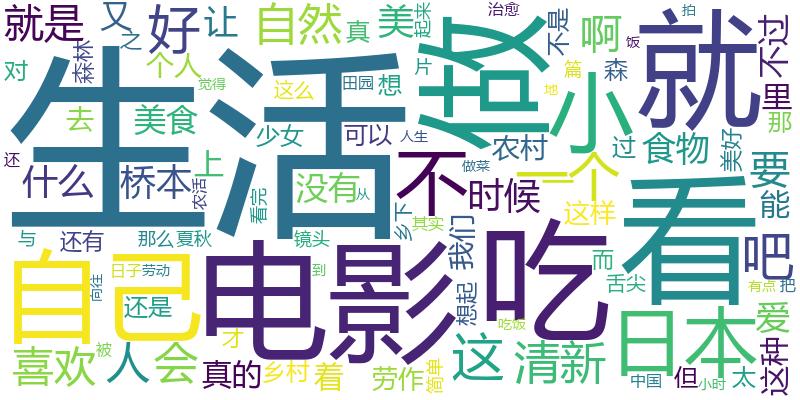 就是
又
之
好
让
自然
真
美
起来
治愈
不是
拍
啊
饭
不过
对
森林
个人
觉得
这么
田园
想
片
做
篇
森
就
里
生活
去
美食
少女
可以
人生
小
地
那
还
什么
农活
桥本
上
看完
没有
从
不
做菜
时候
农村
一个
过
食物
美好
要
能
与
还有
那么
夏秋
镜头
乡下
其实
我们
这样
看
而
舌尖
吧
自己
向往
日子
劳动
还是
电影
到
想起
吃
吃饭
日本
有点
把
爱
喜欢
被
人
会
才
真的
乡村
着
劳作
简单
这
清新
中国
但
小时
太
这种